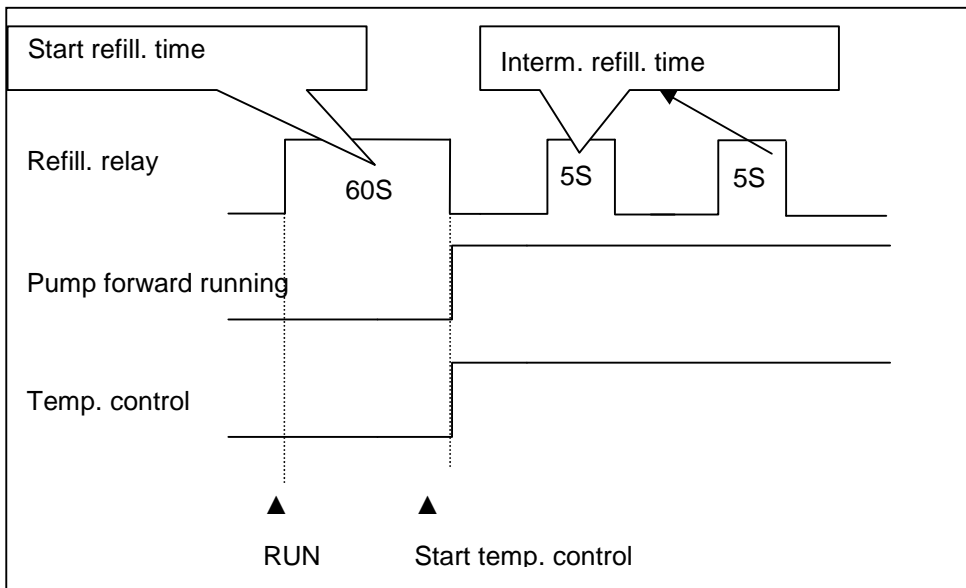 Start refill. time
Interm. refill. time
Refill. relay
60S
5S
5S
Pump forward running
Temp. control
RUN
Start temp. control